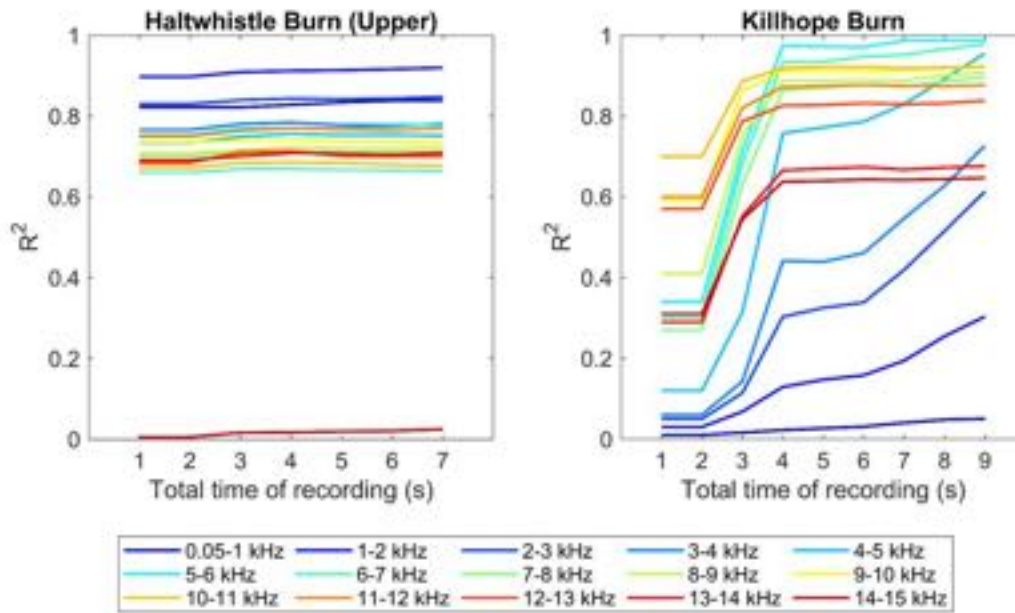 Haltwhistle Burn (Upper)
Killhope Burn
1
0.8
0.6
0.4
0.2
0
R²
1 2 3 4 5 6 7
Total time of recording (s)
1
0.8
0.6
0.4
0.2
0
R²
1 2 3 4 5 6 7 8 9
Total time of recording (s)
0.05-1 kHz 1-2 kHz 2-3 kHz 3-4 kHz 4-5 kHz
5-6 kHz 6-7 kHz 7-8 kHz 8-9 kHz 9-10 kHz
10-11 kHz 11-12 kHz 12-13 kHz 13-14 kHz 14-15 kHz